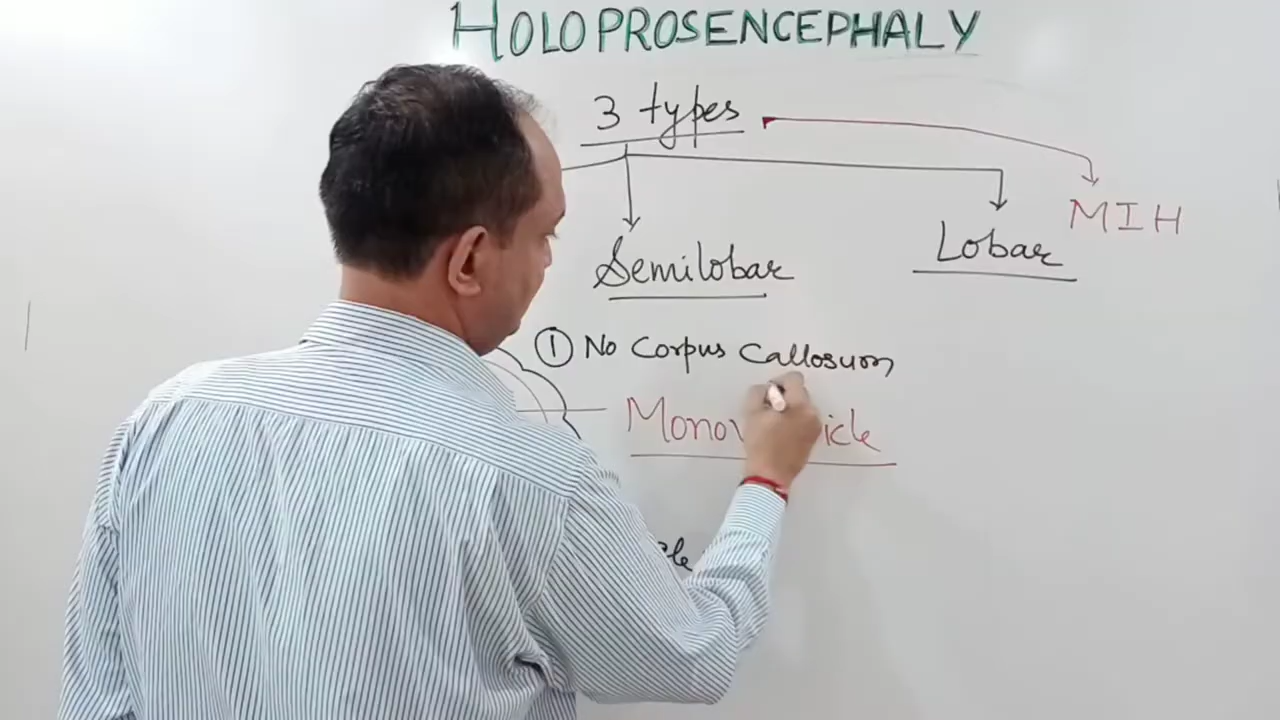 HOLOPROSENCEPHALY
3 types
MIH
Semilobar
Lobar
① No Corpus Callosum